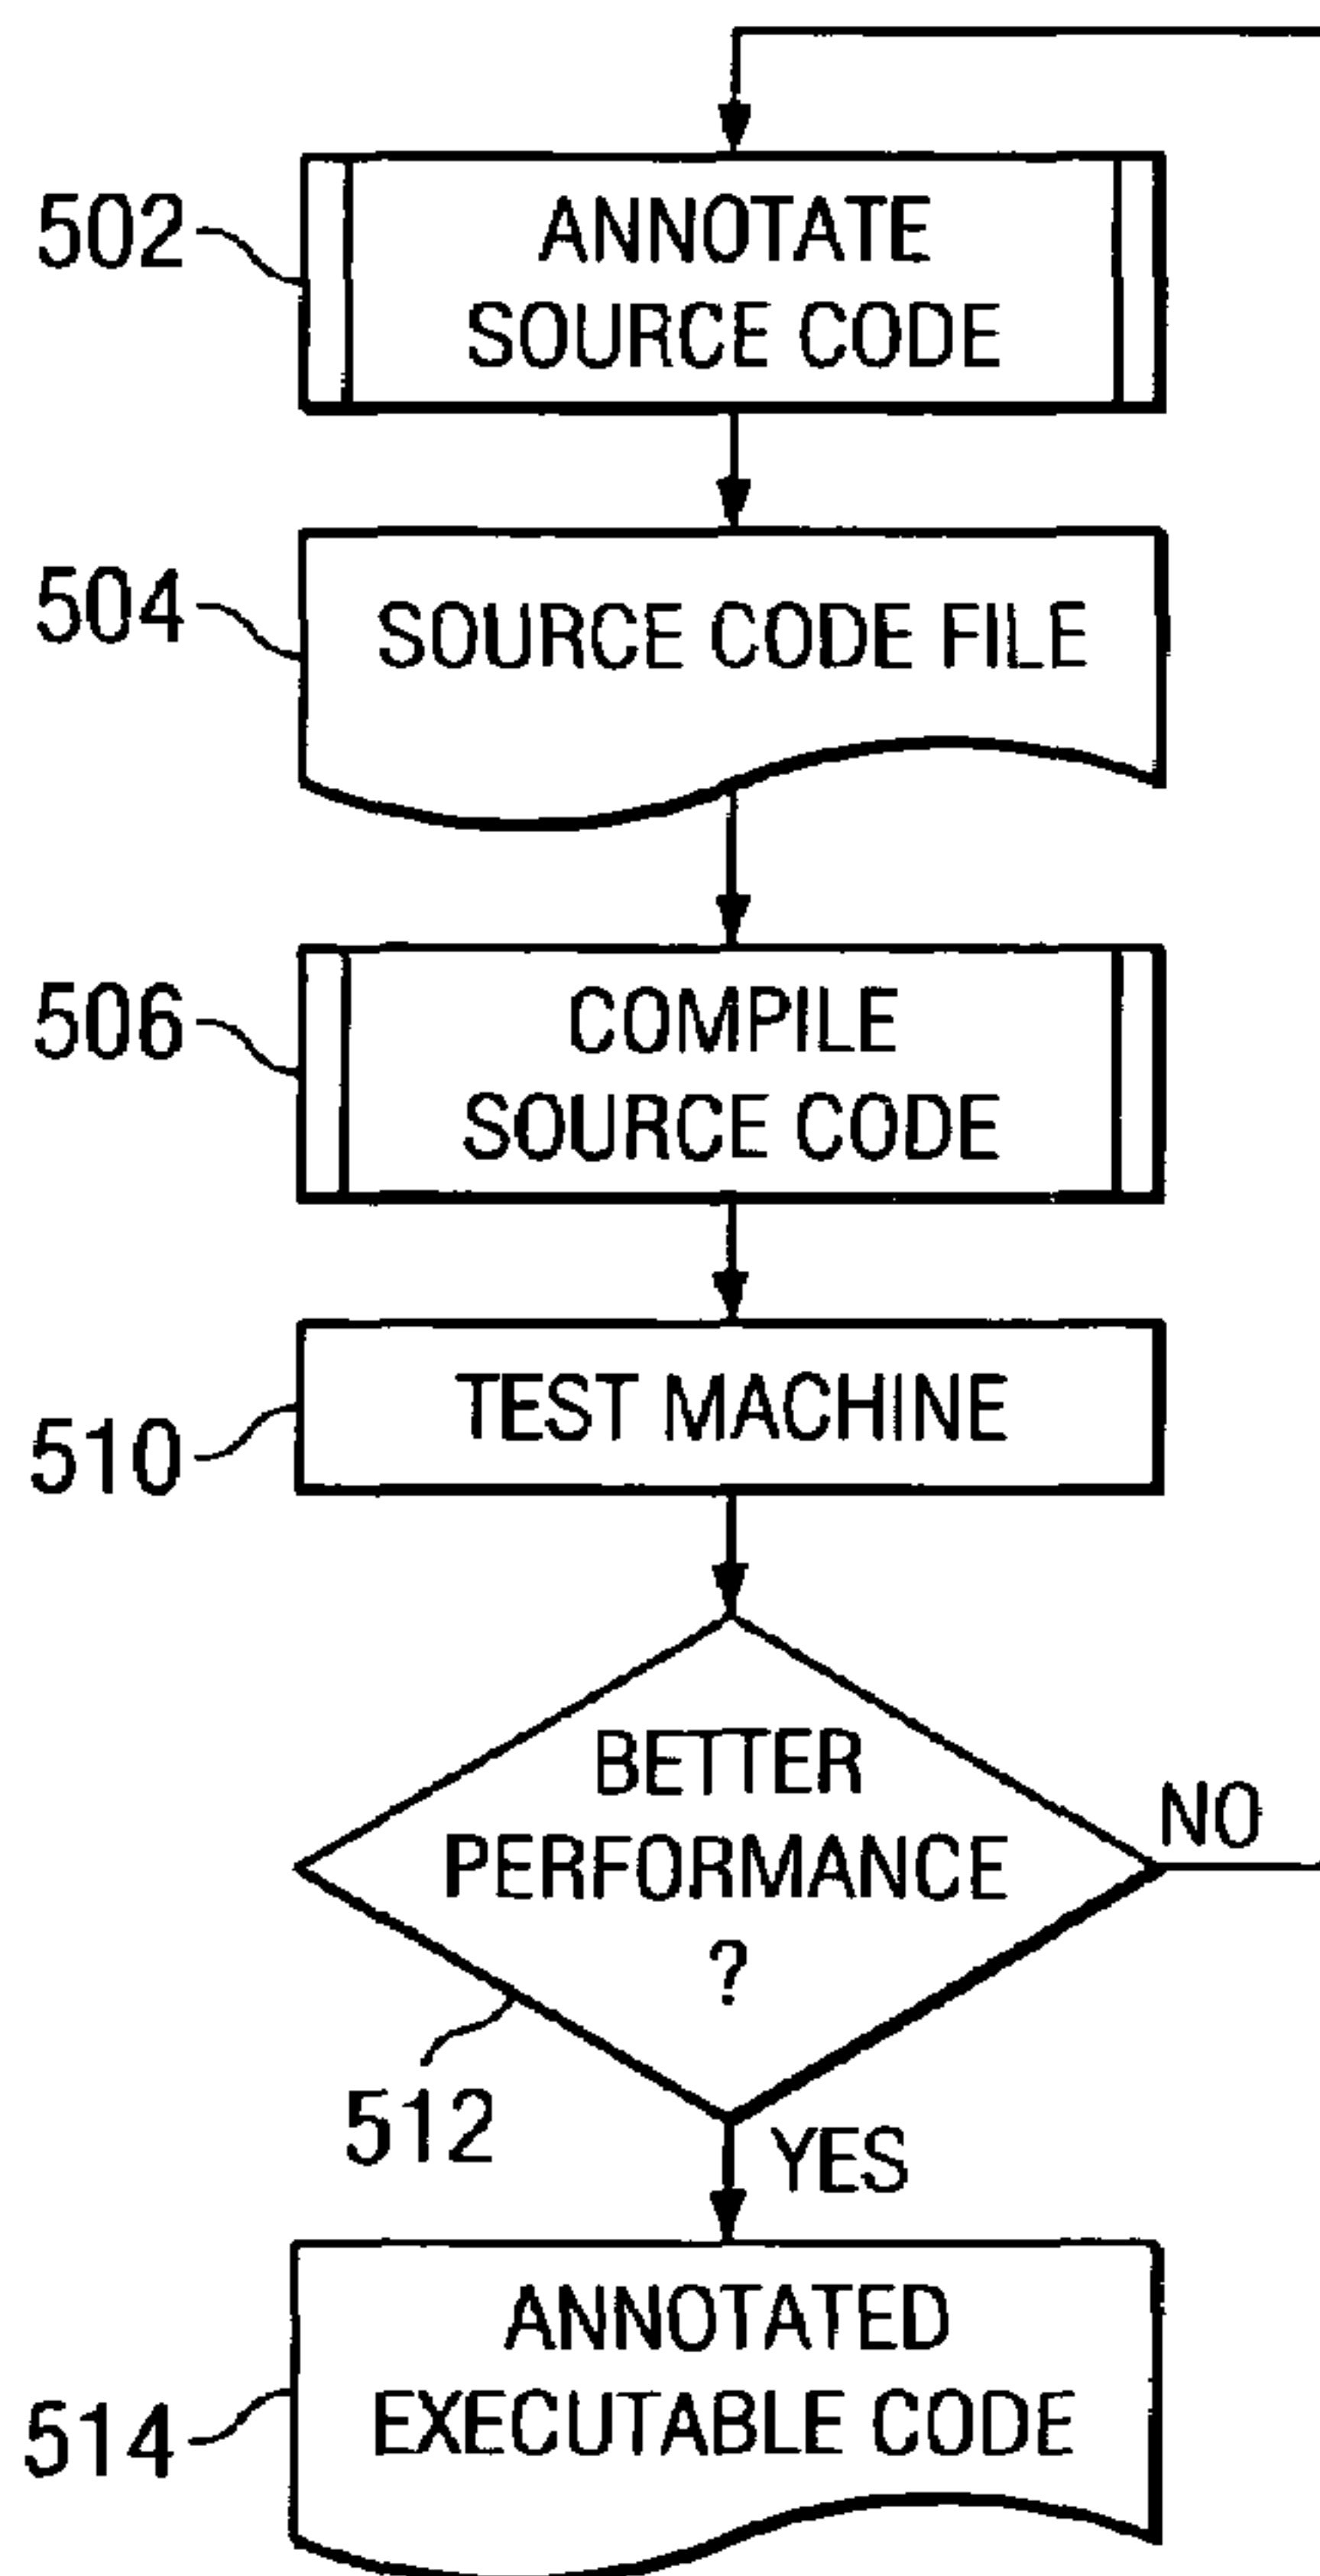 502
ANNOTATE
SOURCE CODE
504
SOURCE CODE FILE
506
COMPILE
SOURCE CODE
510
TEST MACHINE
BETTER
PERFORMANCE
?
NO
512
YES
514
ANNOTATED
EXECUTABLE CODE